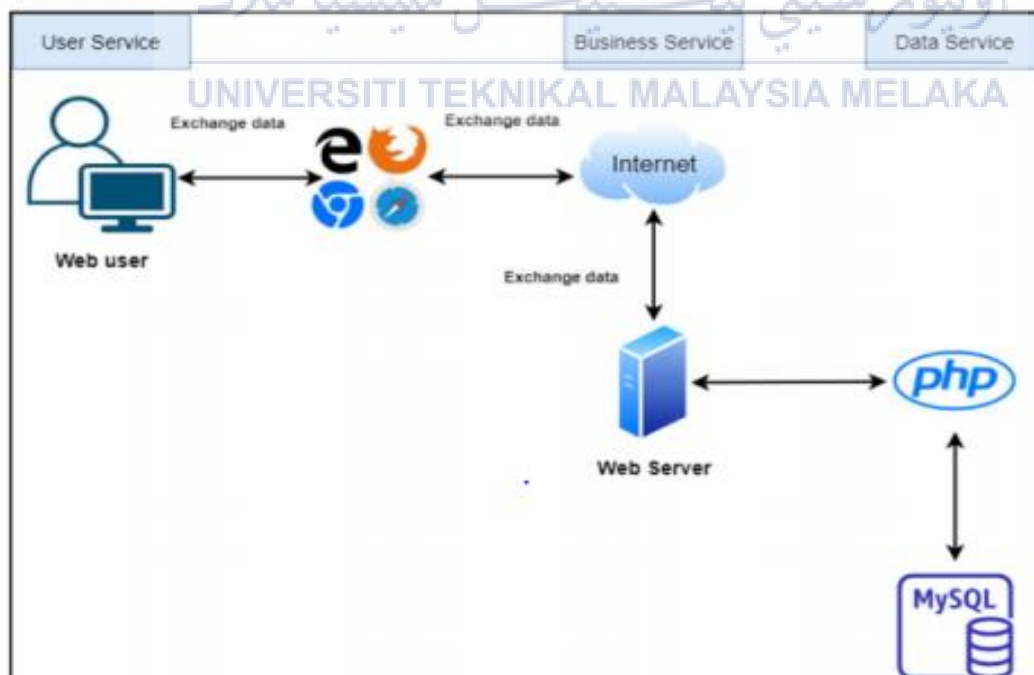 User Service
Business Service
Data Service
UNIVERSITI TEKNIKAL MALAYSIA MELAKA
Exchange data
Exchange data
Internet
Web user
Exchange data
php
Web Server
MySQL